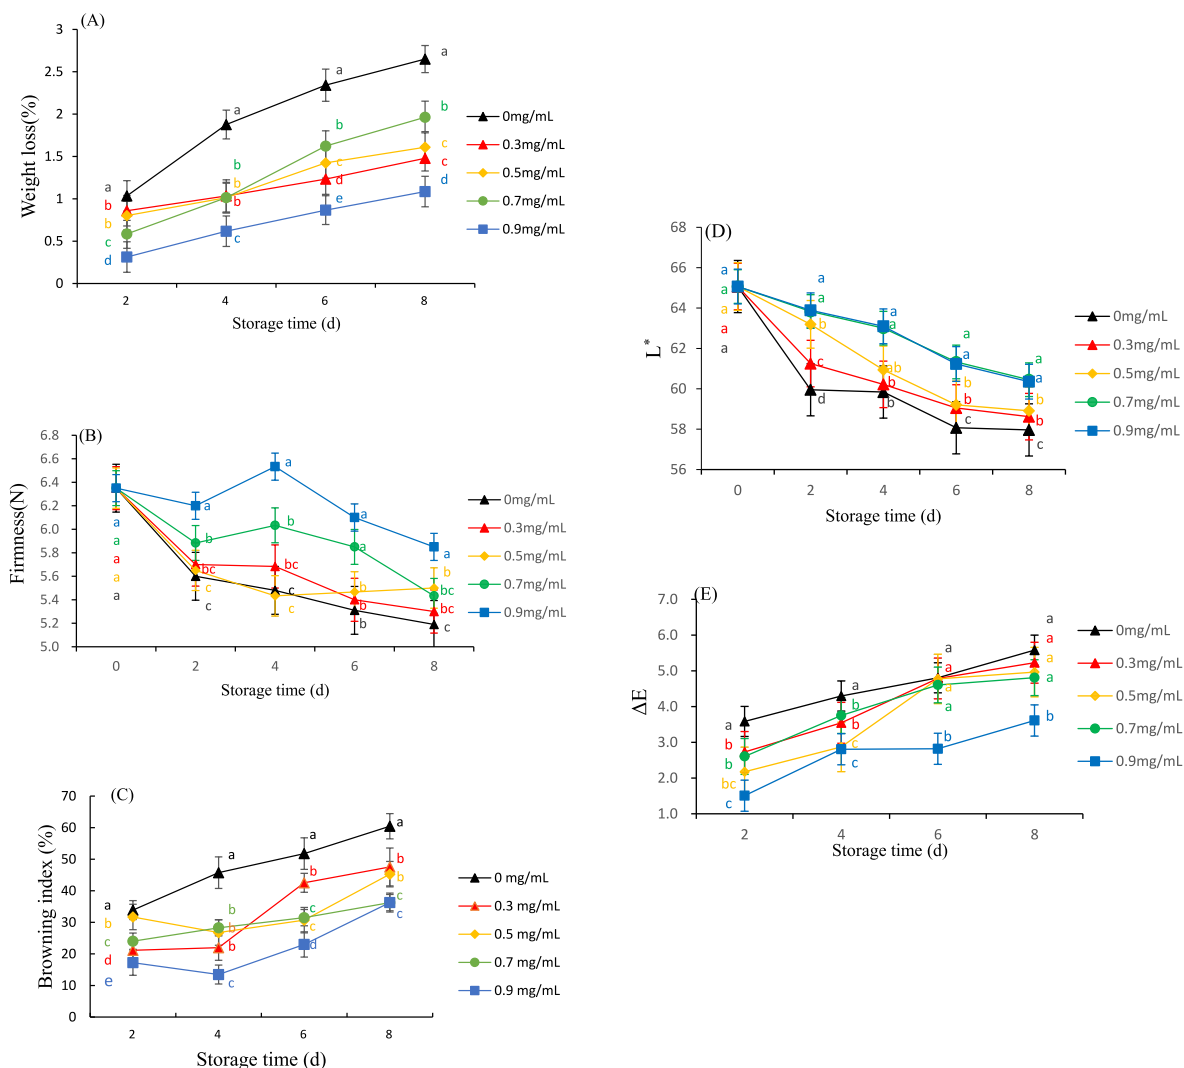 (A)
3
2.5
2
1.5
1
0.5
0
Weight loss(%)
a
b
b
c
d
a
b
b
b
c
a
b
c
d
e
a
b
c
c
d
2
4
6
8
Storage time (d)
0mg/mL
0.3mg/mL
0.5mg/mL
0.7mg/mL
0.9mg/mL
(B)
6.8
6.6
6.4
6.2
6.0
5.8
5.6
5.4
5.2
5.0
Firmness(N)
a
a
a
a
a
a
b
bc
c
c
a
b
bc
c
c
a
a
b
b
b
a
b
bc
bc
c
0
2
4
6
8
Storage time (d)
0mg/mL
0.3mg/mL
0.5mg/mL
0.7mg/mL
0.9mg/mL
(C)
70
60
50
40
30
20
10
0
Browning index (%)
a
b
c
d
e
a
b
b
b
c
a
b
c
c
d
a
b
b
c
c
2
4
6
8
Storage time (d)
0 mg/mL
0.3 mg/mL
0.5 mg/mL
0.7 mg/mL
0.9 mg/mL
(D)
68
66
64
62
60
58
56
L*
a
a
a
a
a
a
b
c
d
a
a
ab
b
b
a
a
b
b
c
a
a
b
b
c
0
2
4
6
8
Storage time (d)
0mg/mL
0.3mg/mL
0.5mg/mL
0.7mg/mL
0.9mg/mL
(E)
7.0
6.0
5.0
4.0
3.0
2.0
1.0
ΔE
a
b
b
bc
c
a
b
b
c
c
a
a
a
a
b
a
a
a
a
b
2
4
6
8
Storage time (d)
0mg/mL
0.3mg/mL
0.5mg/mL
0.7mg/mL
0.9mg/mL